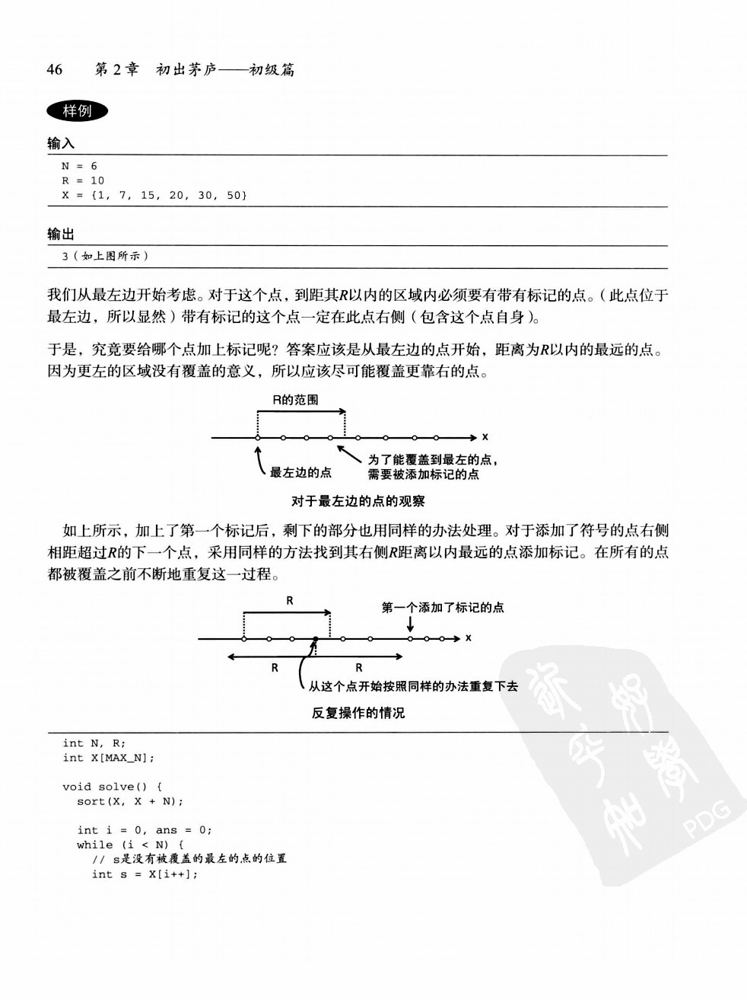 46 第2章 初出茅庐——初级篇
样例
输入
N = 6
R = 10
X = {1, 7, 15, 20, 30, 50}
输出
3（如上图所示）
我们从最左边开始考虑。对于这个点，到距其R以内的区域内必须要有带有标记的点。（此点位于
最左边，所以显然）带有标记的这个点一定在此点右侧（包含这个点自身）。
于是，究竟要给哪个点加上标记呢？答案应该是从最左边的点开始，距离为R以内的最远的点。
因为更左的区域没有覆盖的意义，所以应该尽可能覆盖更靠右的点。
R的范围
x
最左边的点
为了能覆盖到最左的点，
需要被添加标记的点
对于最左边的点的观察
如上所示，加上了第一个标记后，剩下的部分也用同样的办法处理。对于添加了符号的点右侧
相距超过R的下一个点，采用同样的方法找到其右侧R距离以内最远的点添加标记。在所有的点
都被覆盖之前不断地重复这一过程。
R
第一个添加了标记的点
x
R R
从这个点开始按照同样的办法重复下去
反复操作的情况
int N, R;
int X[MAX_N];
void solve() {
sort(X, X + N);
int i = 0, ans = 0;
while (i < N) {
// s是没有被覆盖的最左的点的位置
int s = X[i++];
PDG